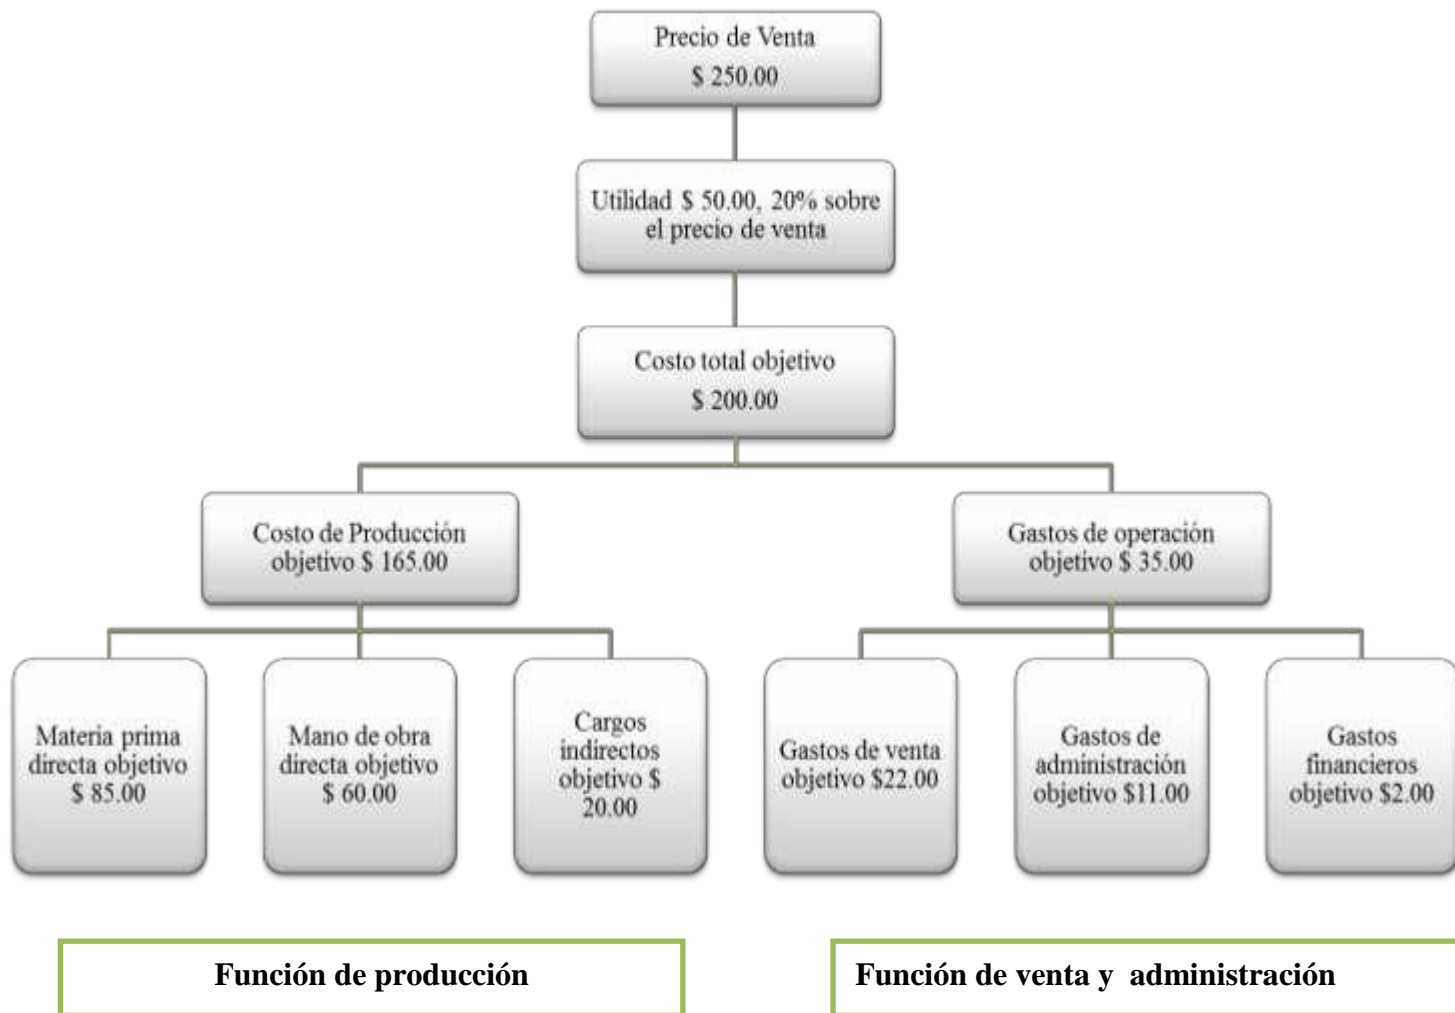 Precio de Venta
$ 250.00
Utilidad $ 50.00, 20% sobre
el precio de venta
Costo total objetivo
$ 200.00
Costo de Producción
objetivo $ 165.00
Gastos de operación
objetivo $ 35.00
Materia prima
directa objetivo
$ 85.00
Mano de obra
directa objetivo
$ 60.00
Cargos
indirectos
objetivo $
20.00
Gastos de venta
objetivo $22.00
Gastos de
administración
objetivo $11.00
Gastos
financieros
objetivo $2.00
Función de producción
Función de venta y  administración